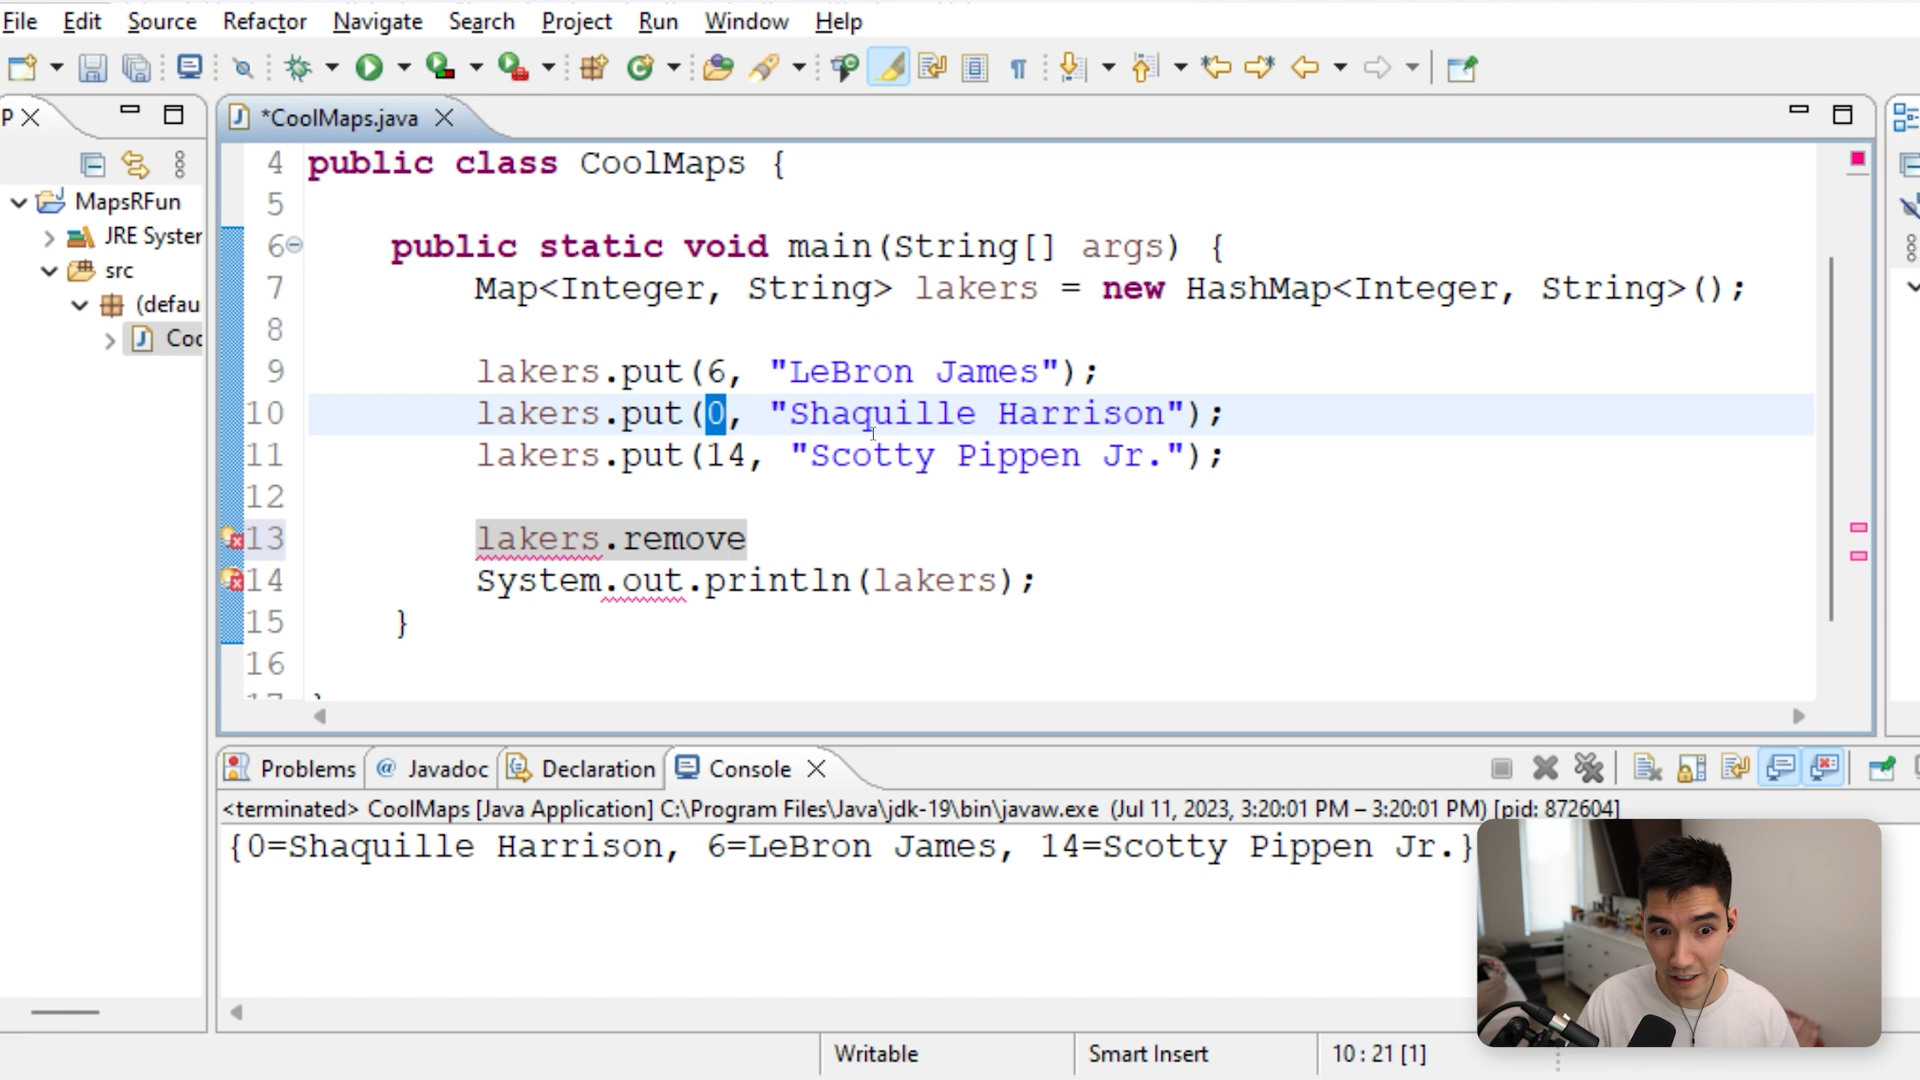 File Edit Source Refactor Navigate Search Project Run Window Help
P
*CoolMaps.java
MapsRFun
JRE Syster
src
(defau
Coo
4 public class CoolMaps {
5
6 public static void main(String[] args) {
7 Map<Integer, String> lakers = new HashMap<Integer, String>();
8
9 lakers.put(6, "LeBron James");
10 lakers.put(0, "Shaquille Harrison");
11 lakers.put(14, "Scotty Pippen Jr.");
12
13 lakers.remove
14 System.out.println(lakers);
15 }
16
Problems @ Javadoc Declaration Console
<terminated> CoolMaps [Java Application] C:\Program Files\Java\jdk-19\bin\javaw.exe (Jul 11, 2023, 3:20:01 PM – 3:20:01 PM) [pid: 872604]
{0=Shaquille Harrison, 6=LeBron James, 14=Scotty Pippen Jr.}
Writable Smart Insert 10 : 21 [1]